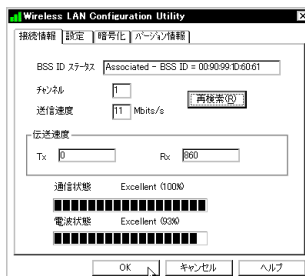 Wireless LAN Configuration Utility
接続情報 設定 暗号化 バージョン情報
BSS ID ステータス Associated - BSS ID = 00:90:99:1D:60:61
チャンネル 1
再検索(R)
送信速度 11 Mbits/s
伝送速度
Tx 0 Rx 860
通信状態 Excellent (100%)
電波状態 Excellent (93%)
OK キャンセル ヘルプ